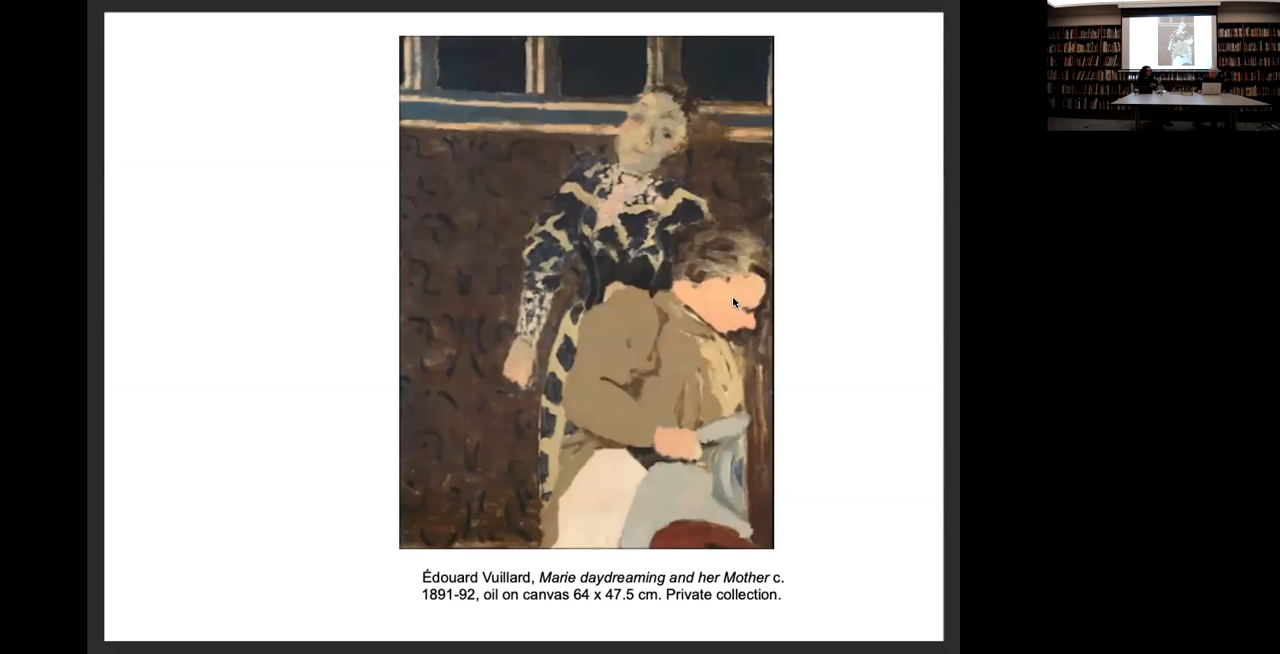 Édouard Vuillard, Marie daydreaming and her Mother c.
1891-92, oil on canvas 64 x 47.5 cm. Private collection.